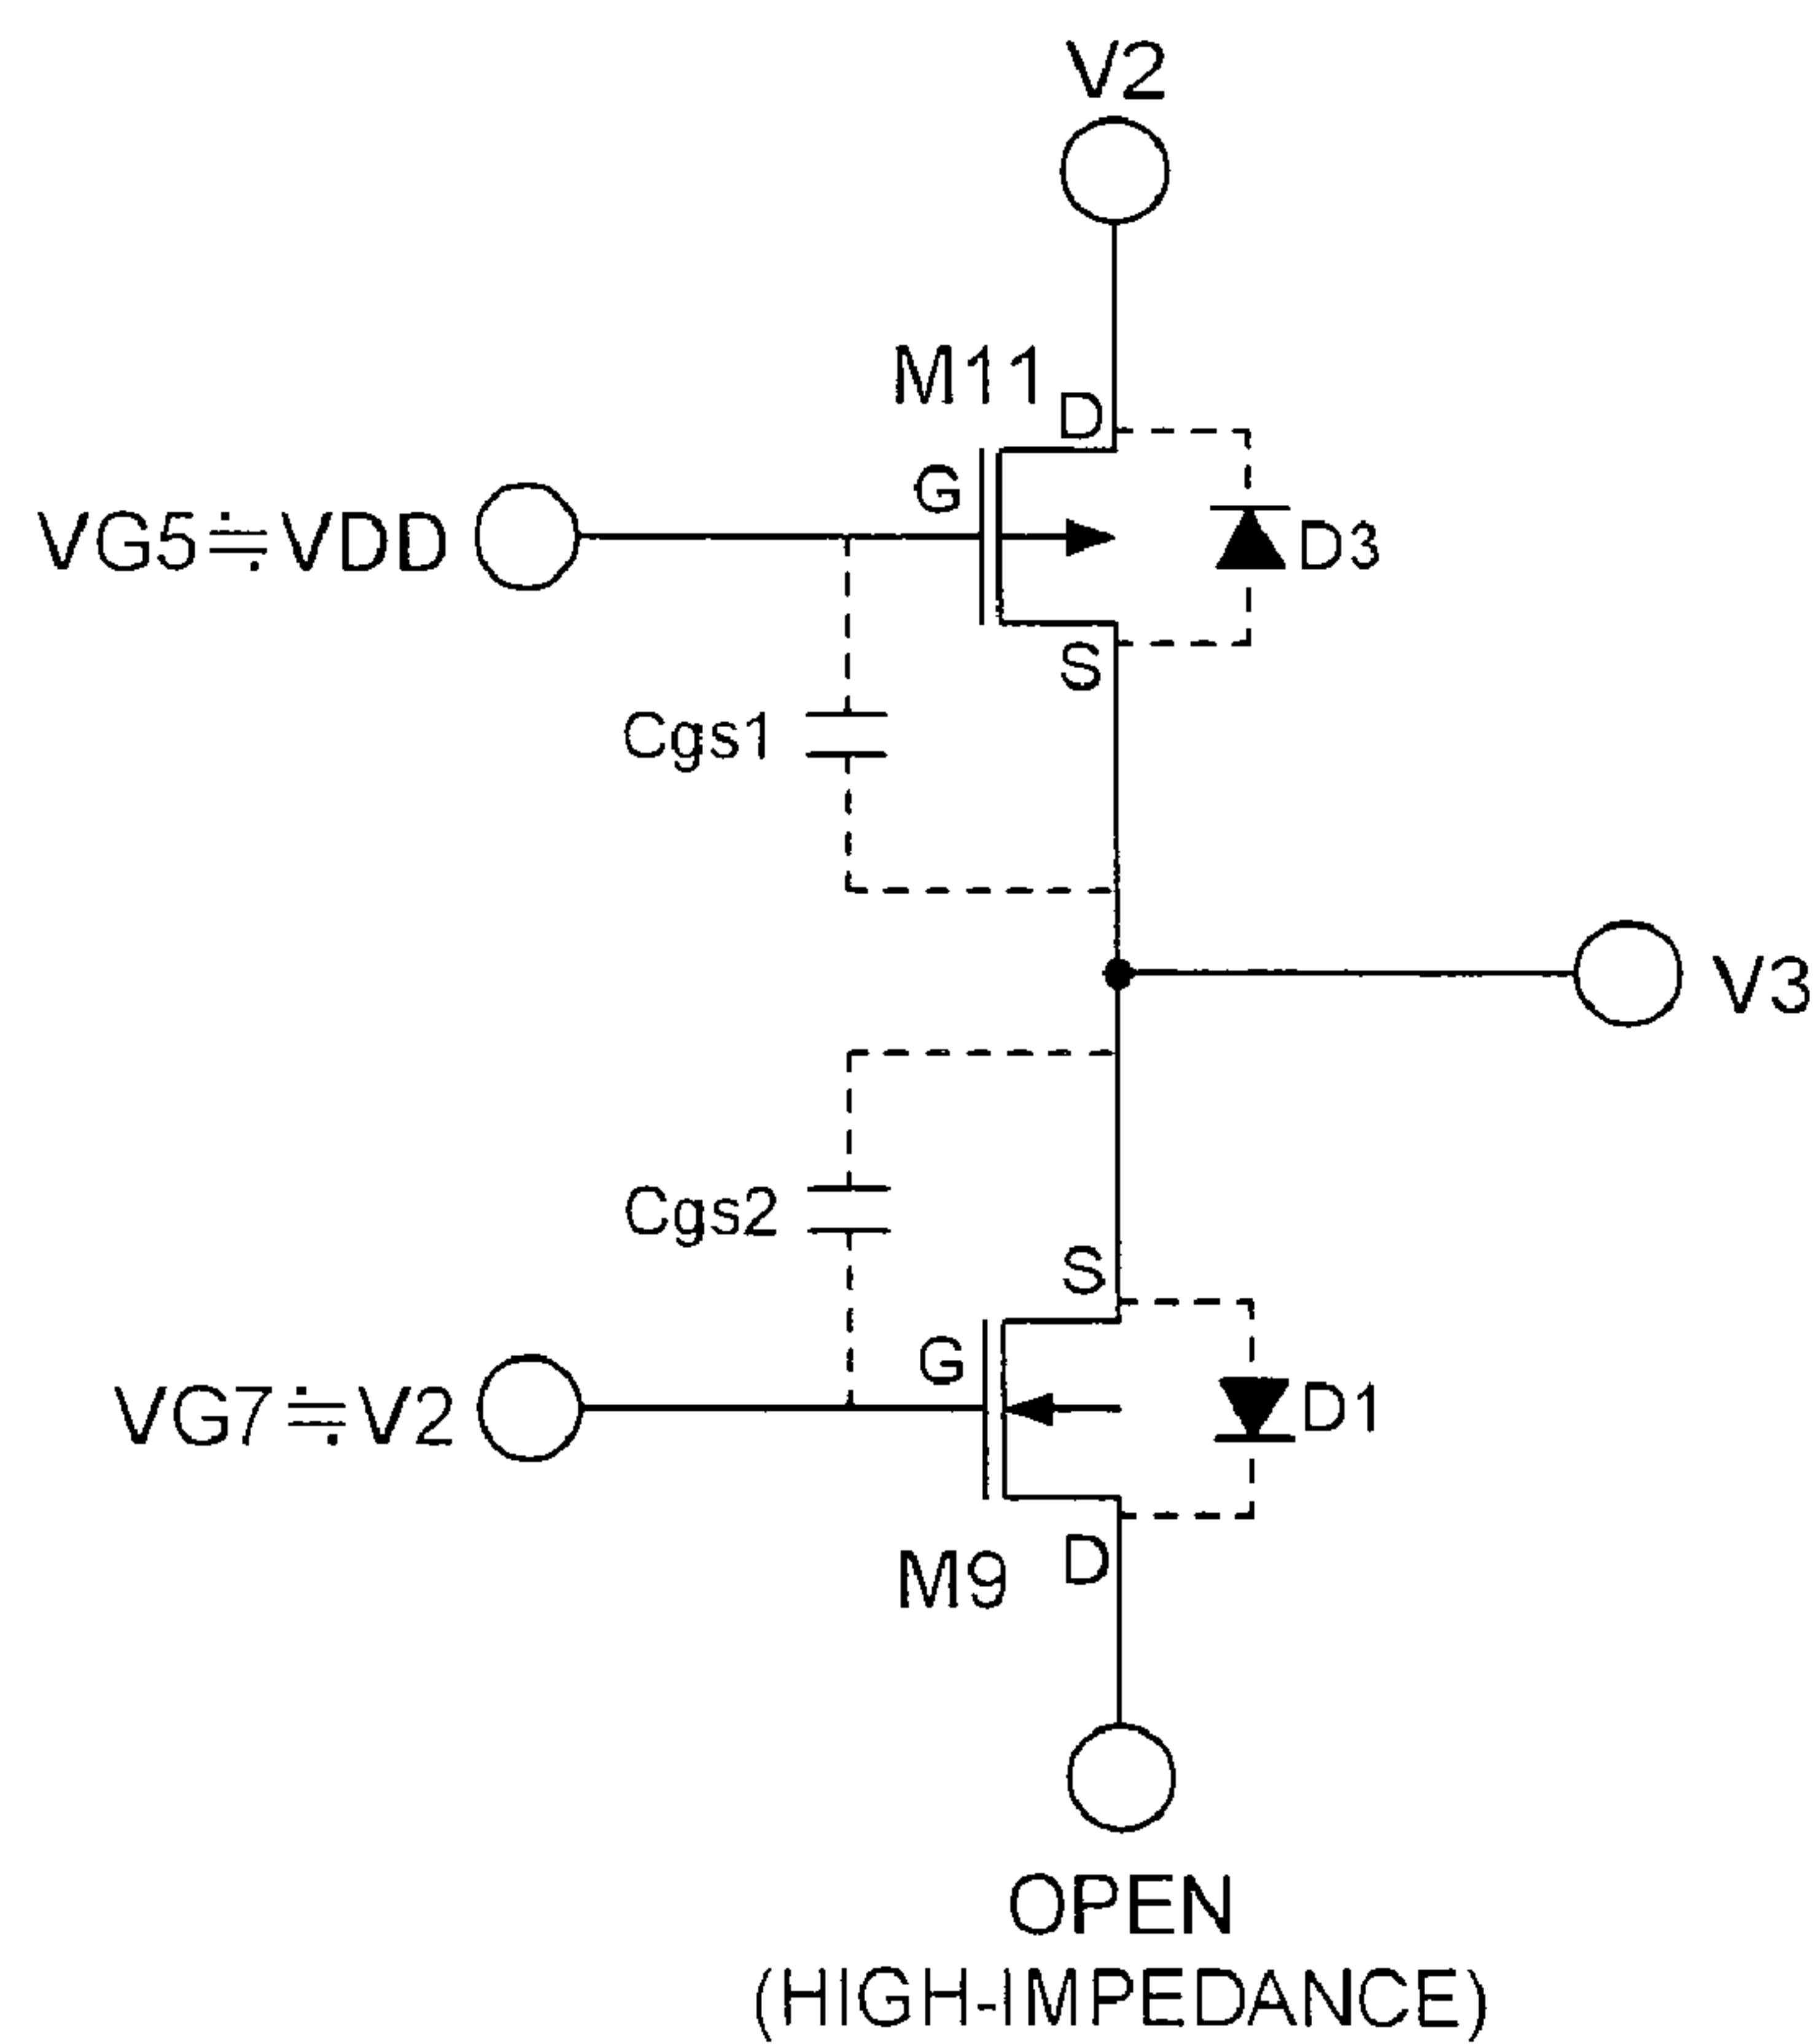 V2
M11
D
G
VG5≒VDD
D3
S
Cgs1
V3
Cgs2
S
G
VG7≒V2
D1
D
M9
OPEN
(HIGH-IMPEDANCE)